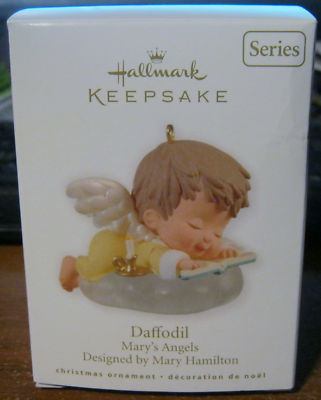 Series
Hallmark
KEEPSAKE
Daffodil
Mary's Angels
Designed by Mary Hamilton
christmas ornament • décoration de noël